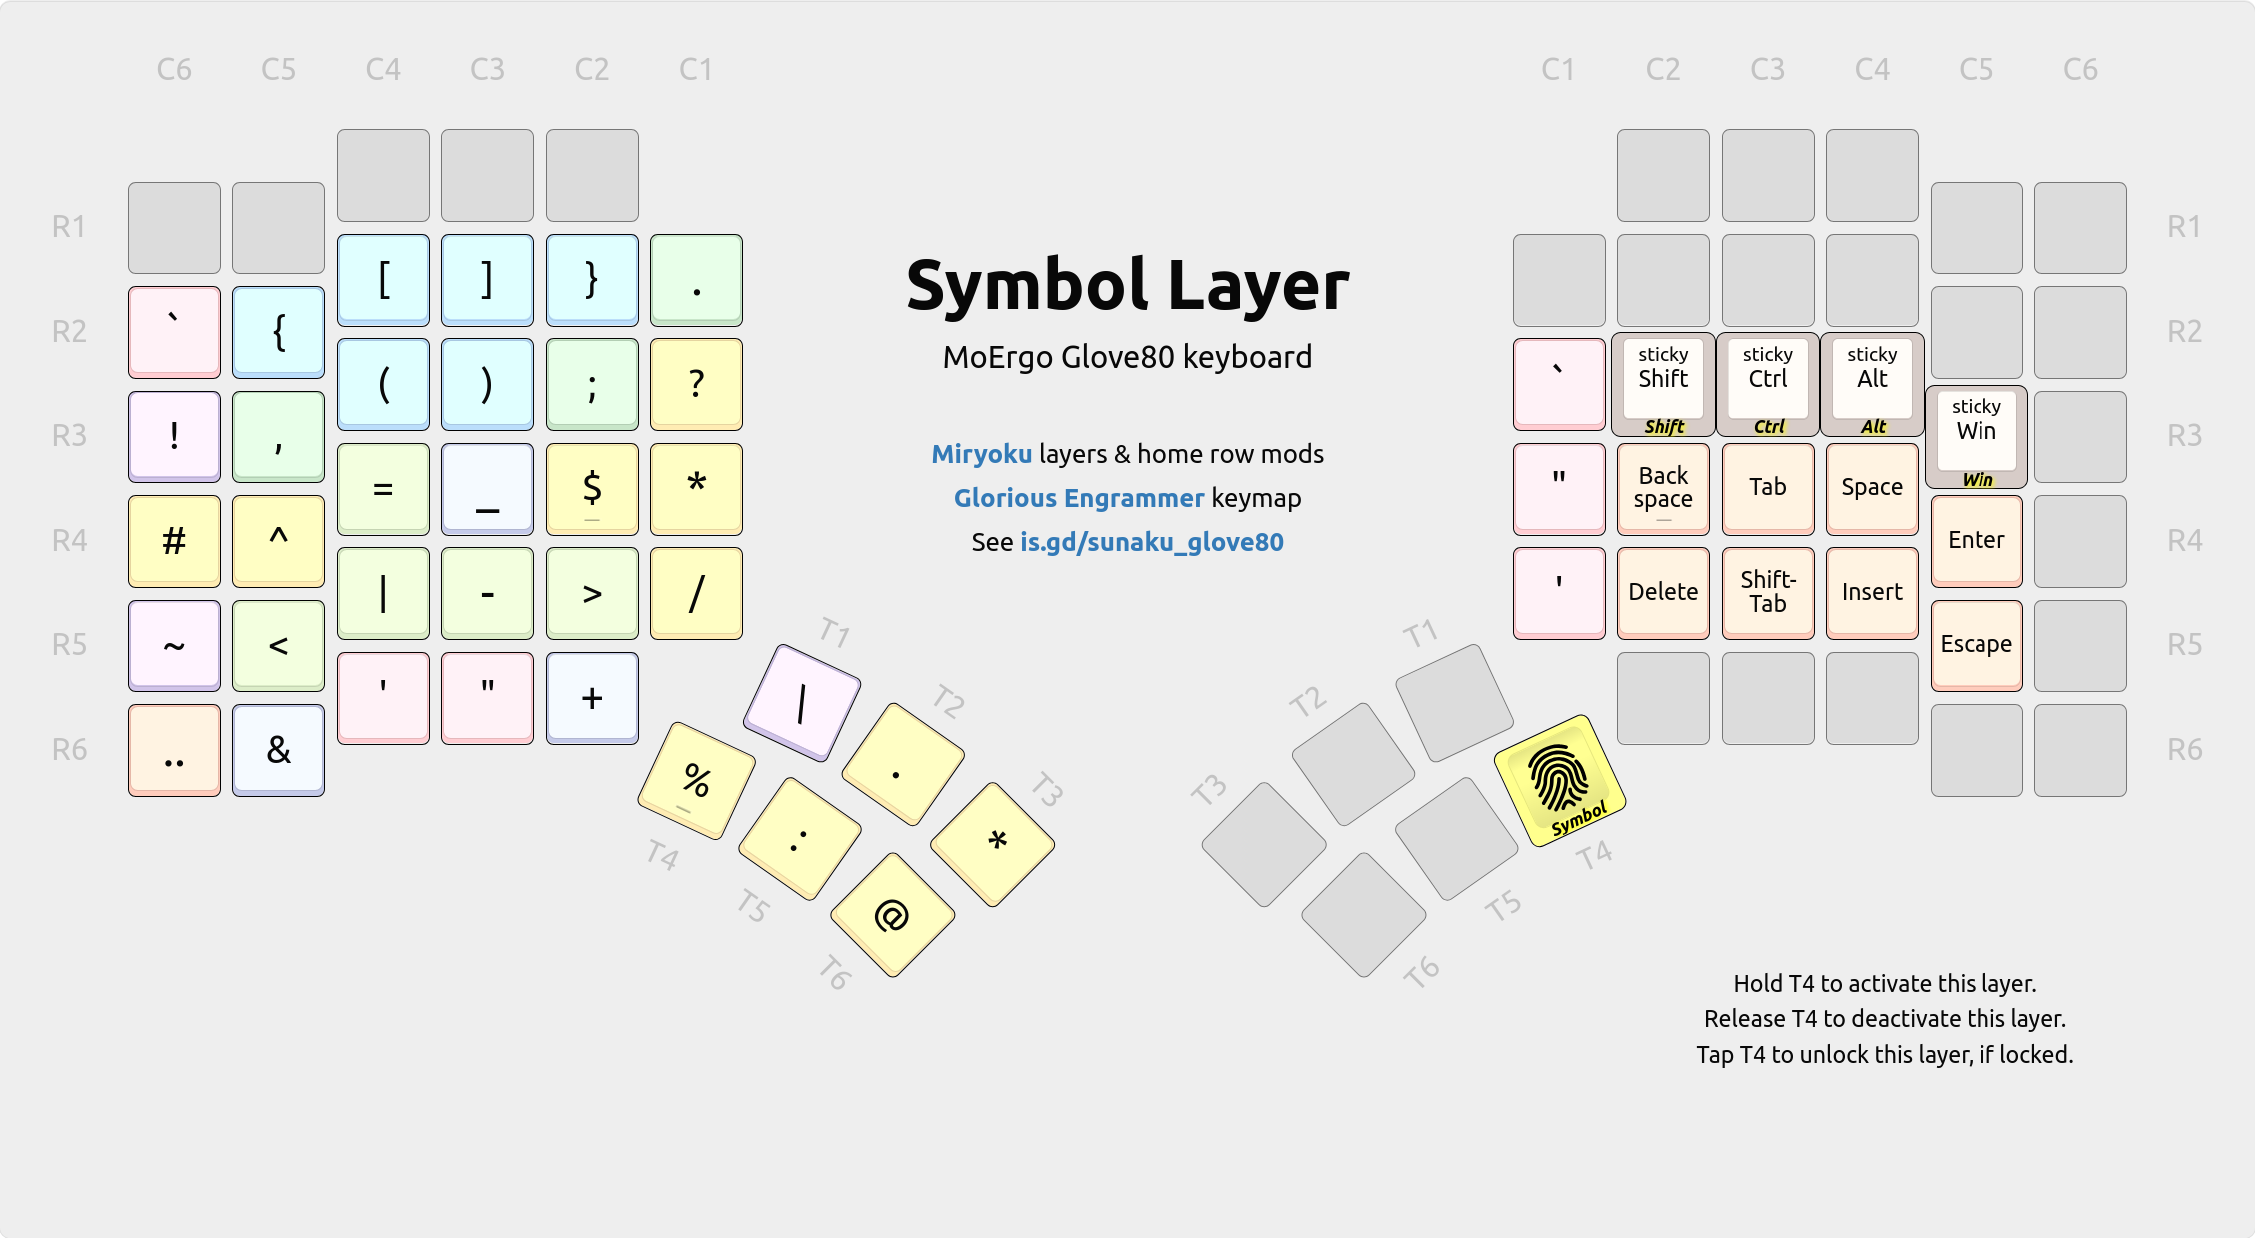 C6 C5 C4 C3 C2 C1
C1 C2 C3 C4 C5 C6
R1
R1
[ ] } .
R2 ` {
R2
( ) ; ?
R3 ! ,
= _ $ *
_
R4 # ^
| - > /
R5 ~ <
' " +
R6 .. &
T1
|
T2
.
T3
*
%
_
T4
:
T5
@
T6
Symbol Layer
MoErgo Glove80 keyboard
Miryoku layers & home row mods
Glorious Engrammer keymap
See is.gd/sunaku_glove80
`
sticky
Shift
Shift
sticky
Ctrl
Ctrl
sticky
Alt
Alt
sticky
Win
Win
R3
"
Back
space
_
Tab
Space
Enter
R4
'
Delete
Shift-
Tab
Insert
Escape
R5
R6
T1
T2
T3
Symbol
T4
T5
T6
Hold T4 to activate this layer.
Release T4 to deactivate this layer.
Tap T4 to unlock this layer, if locked.